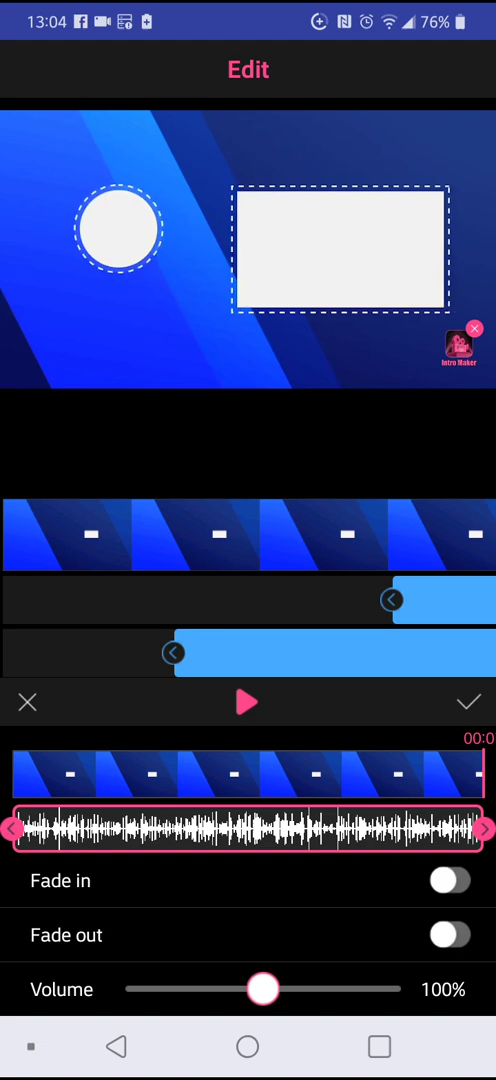 13:04 76%
Edit
Intro Maker
00:0
Fade in
Fade out
Volume 100%